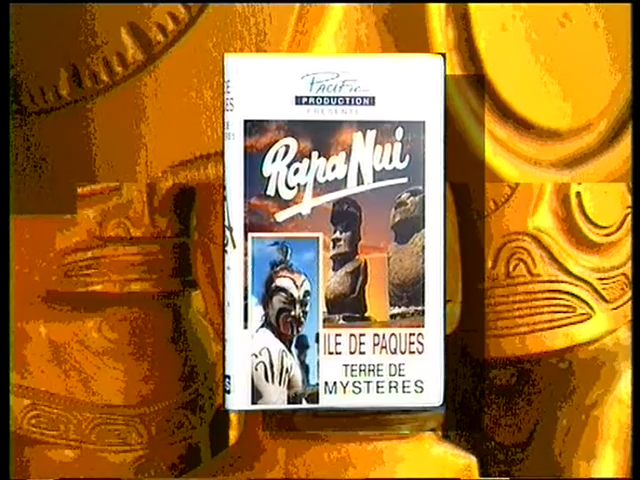 Pacific
PRODUCTION
PRESENTE
Rapa Nui
ILE DE PAQUES
TERRE DE
MYSTERES